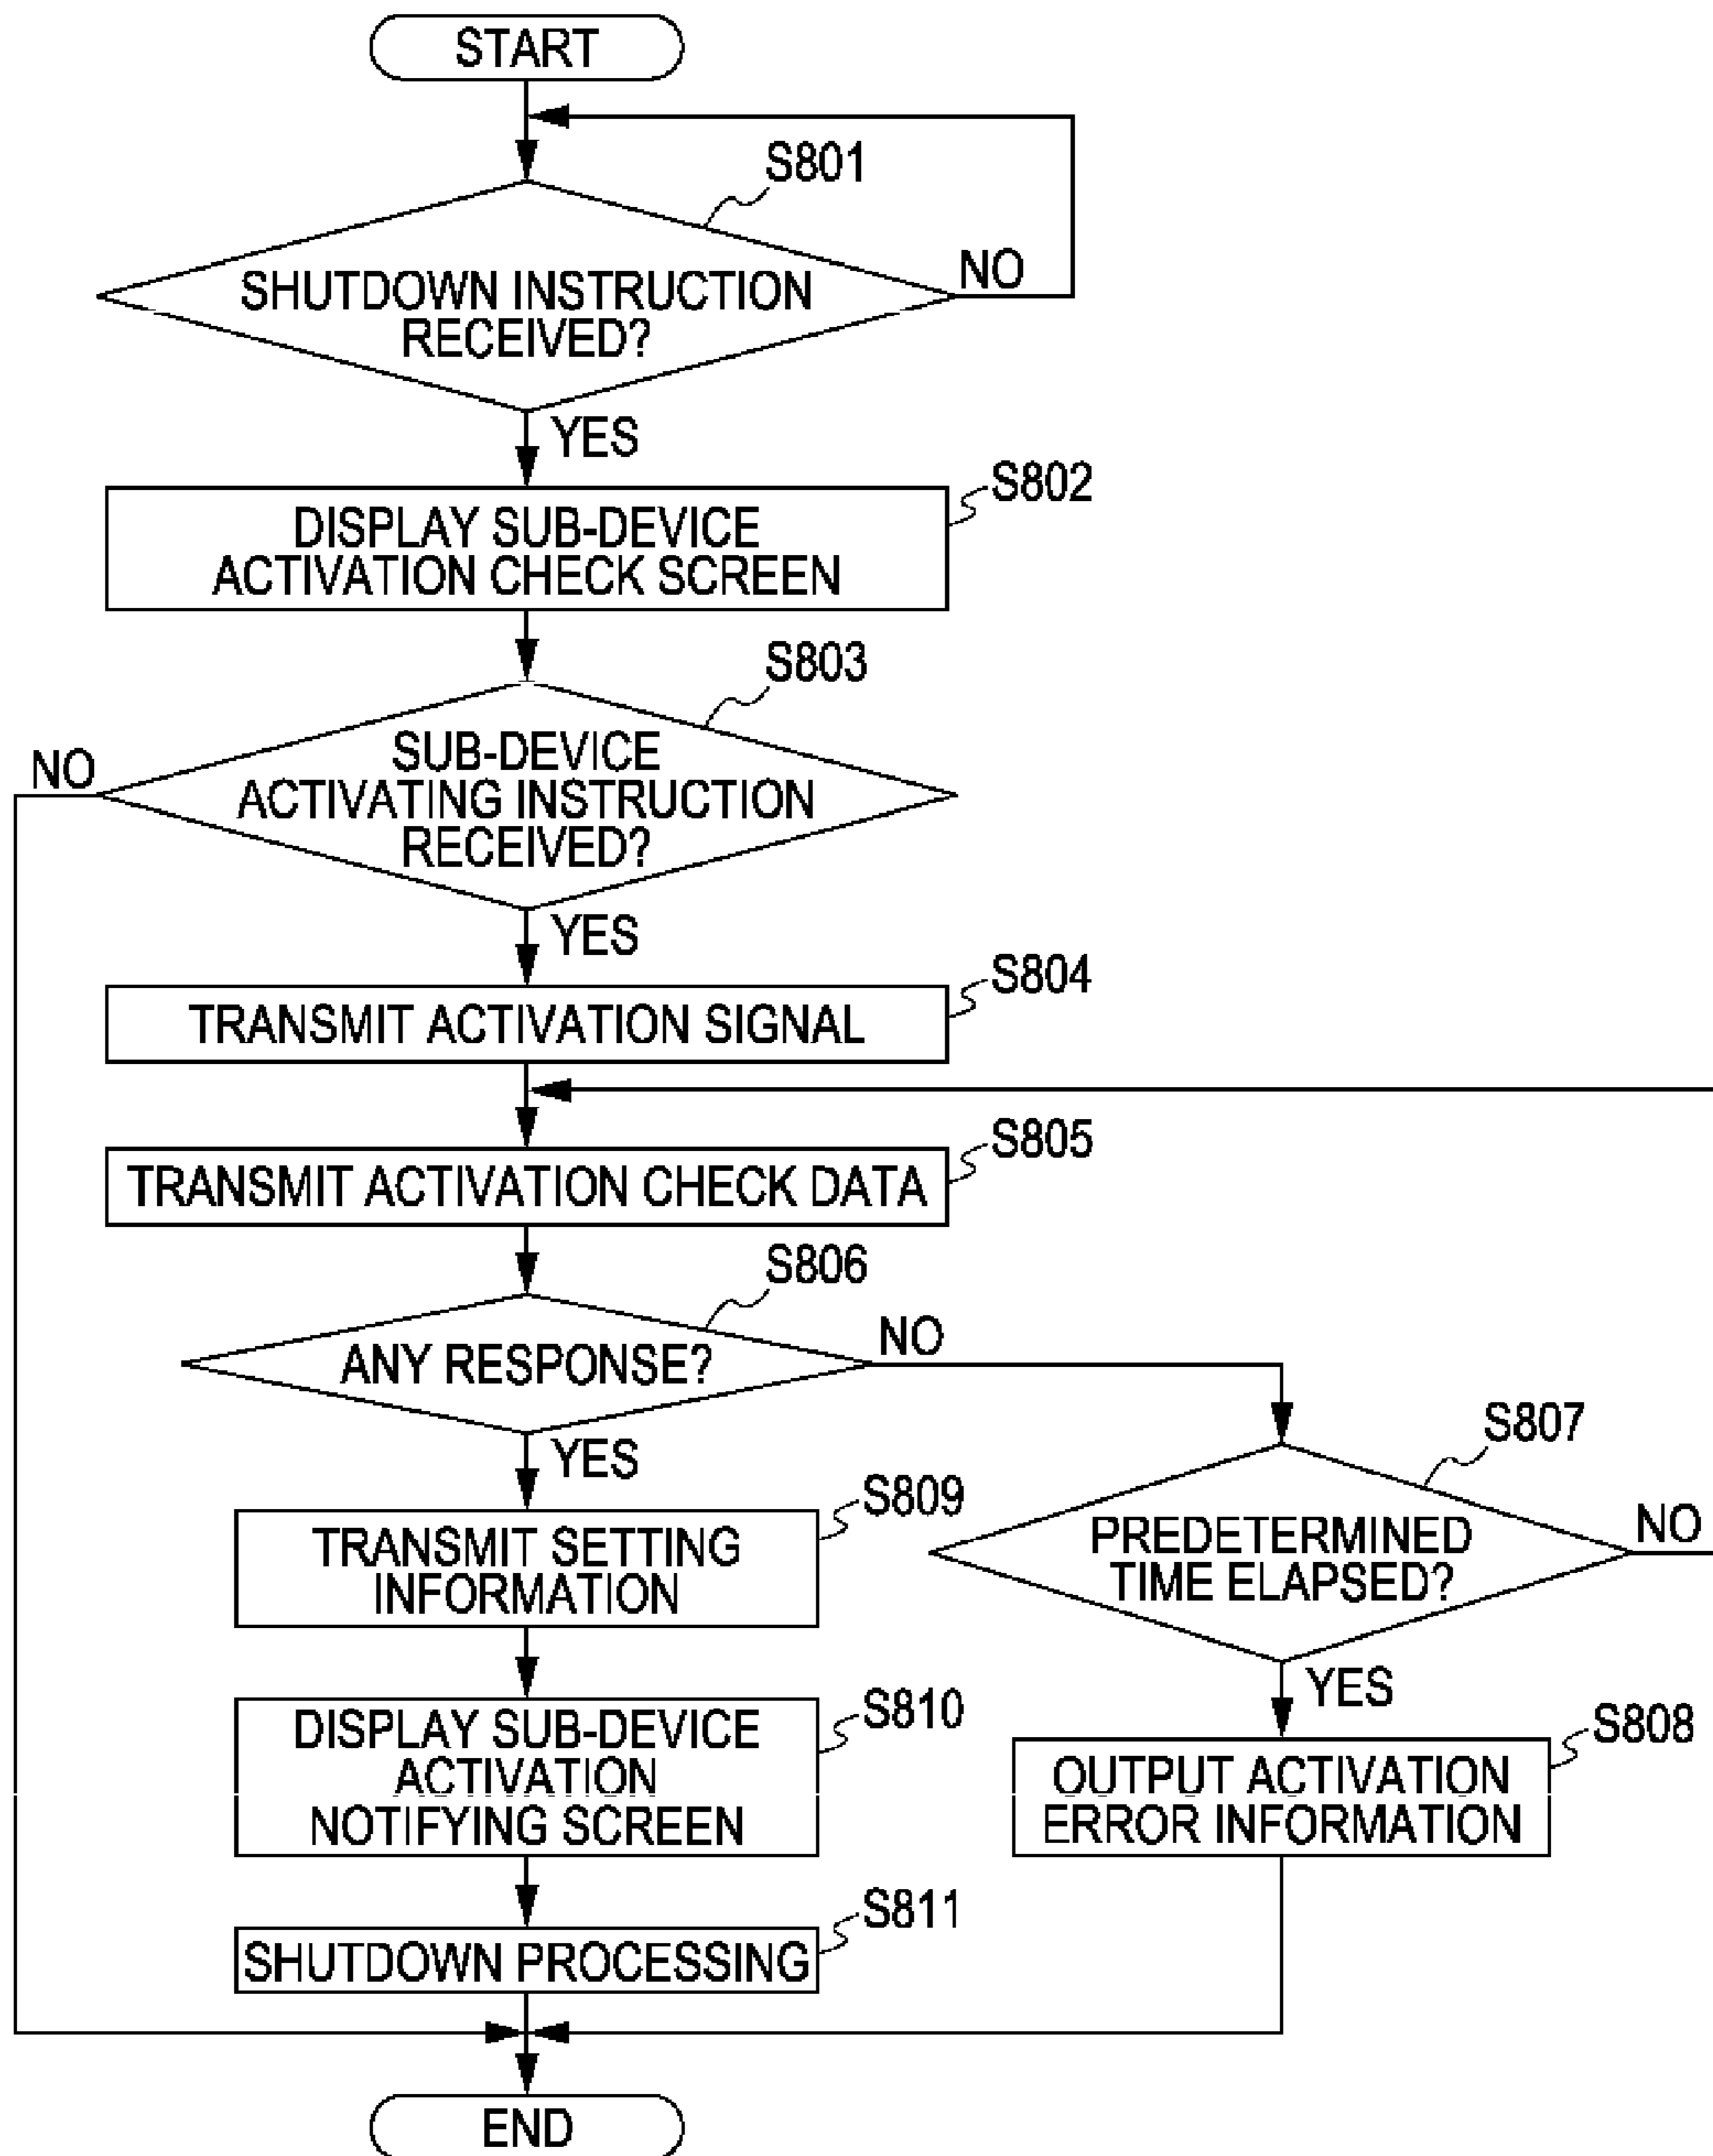 START
S801
SHUTDOWN INSTRUCTION
RECEIVED?
NO
YES
S802
DISPLAY SUB-DEVICE
ACTIVATION CHECK SCREEN
S803
SUB-DEVICE
ACTIVATING INSTRUCTION
RECEIVED?
NO
YES
S804
TRANSMIT ACTIVATION SIGNAL
S805
TRANSMIT ACTIVATION CHECK DATA
S806
ANY RESPONSE?
NO
YES
S807
PREDETERMINED
TIME ELAPSED?
NO
YES
S809
TRANSMIT SETTING
INFORMATION
S810
DISPLAY SUB-DEVICE
ACTIVATION
NOTIFYING SCREEN
S808
OUTPUT ACTIVATION
ERROR INFORMATION
S811
SHUTDOWN PROCESSING
END